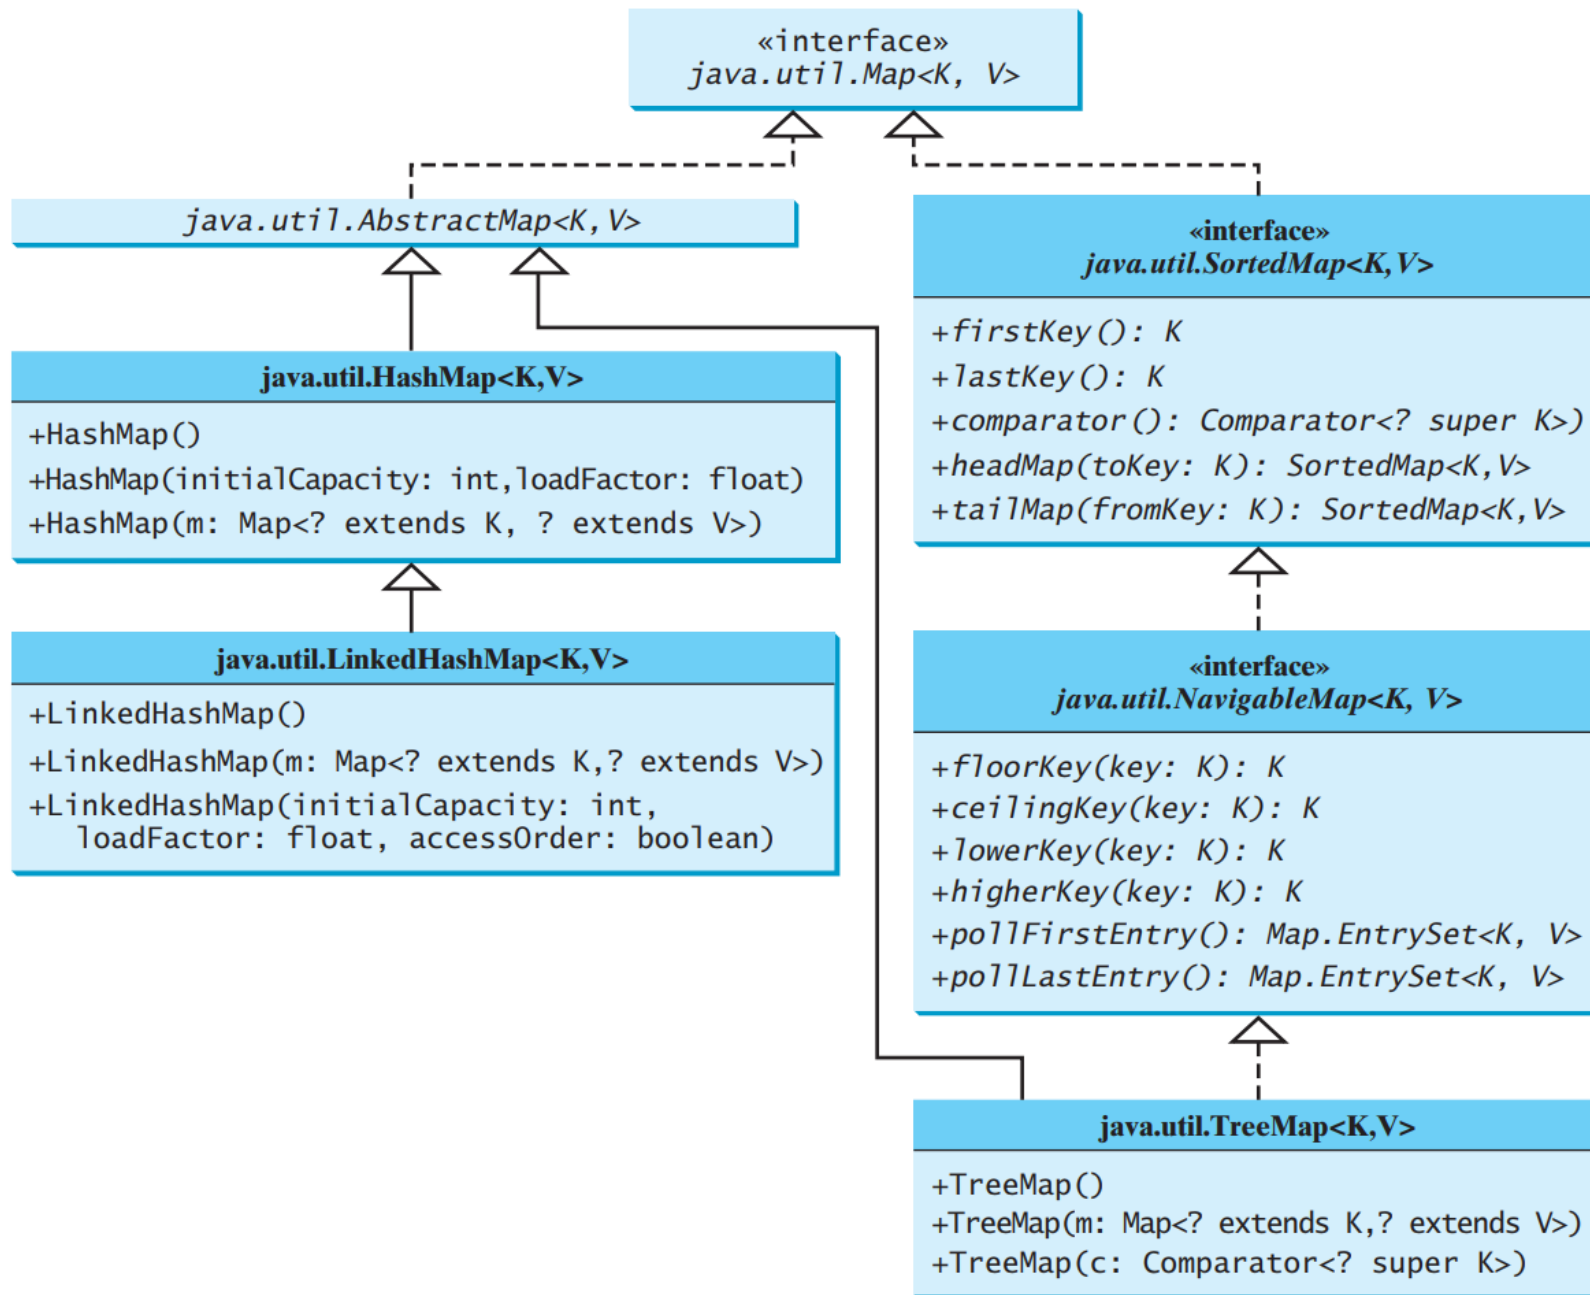 «interface»
java.util.Map<K, V>
java.util.AbstractMap<K,V>
java.util.HashMap<K,V>
+HashMap()
+HashMap(initialCapacity: int,loadFactor: float)
+HashMap(m: Map<? extends K, ? extends V>)
java.util.LinkedHashMap<K,V>
+LinkedHashMap()
+LinkedHashMap(m: Map<? extends K,? extends V>)
+LinkedHashMap(initialCapacity: int,
loadFactor: float, accessOrder: boolean)
«interface»
java.util.SortedMap<K,V>
+firstKey(): K
+lastKey(): K
+comparator(): Comparator<? super K>)
+headMap(toKey: K): SortedMap<K,V>
+tailMap(fromKey: K): SortedMap<K,V>
«interface»
java.util.NavigableMap<K, V>
+floorKey(key: K): K
+ceilingKey(key: K): K
+lowerKey(key: K): K
+higherKey(key: K): K
+pollFirstEntry(): Map.EntrySet<K, V>
+pollLastEntry(): Map.EntrySet<K, V>
java.util.TreeMap<K,V>
+TreeMap()
+TreeMap(m: Map<? extends K,? extends V>)
+TreeMap(c: Comparator<? super K>)